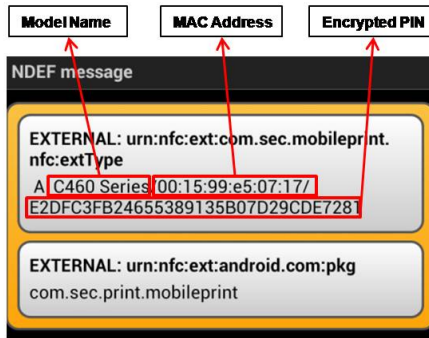 Model Name MAC Address Encrypted PIN
NDEF message
EXTERNAL: urn:nfc:ext:com.sec.mobileprint.
nfc:extType
A C460 Series/00:15:99:e5:07:17/
E2DFC3FB24655389135B07D29CDE7281
EXTERNAL: urn:nfc:ext:android.com:pkg
com.sec.print.mobileprint